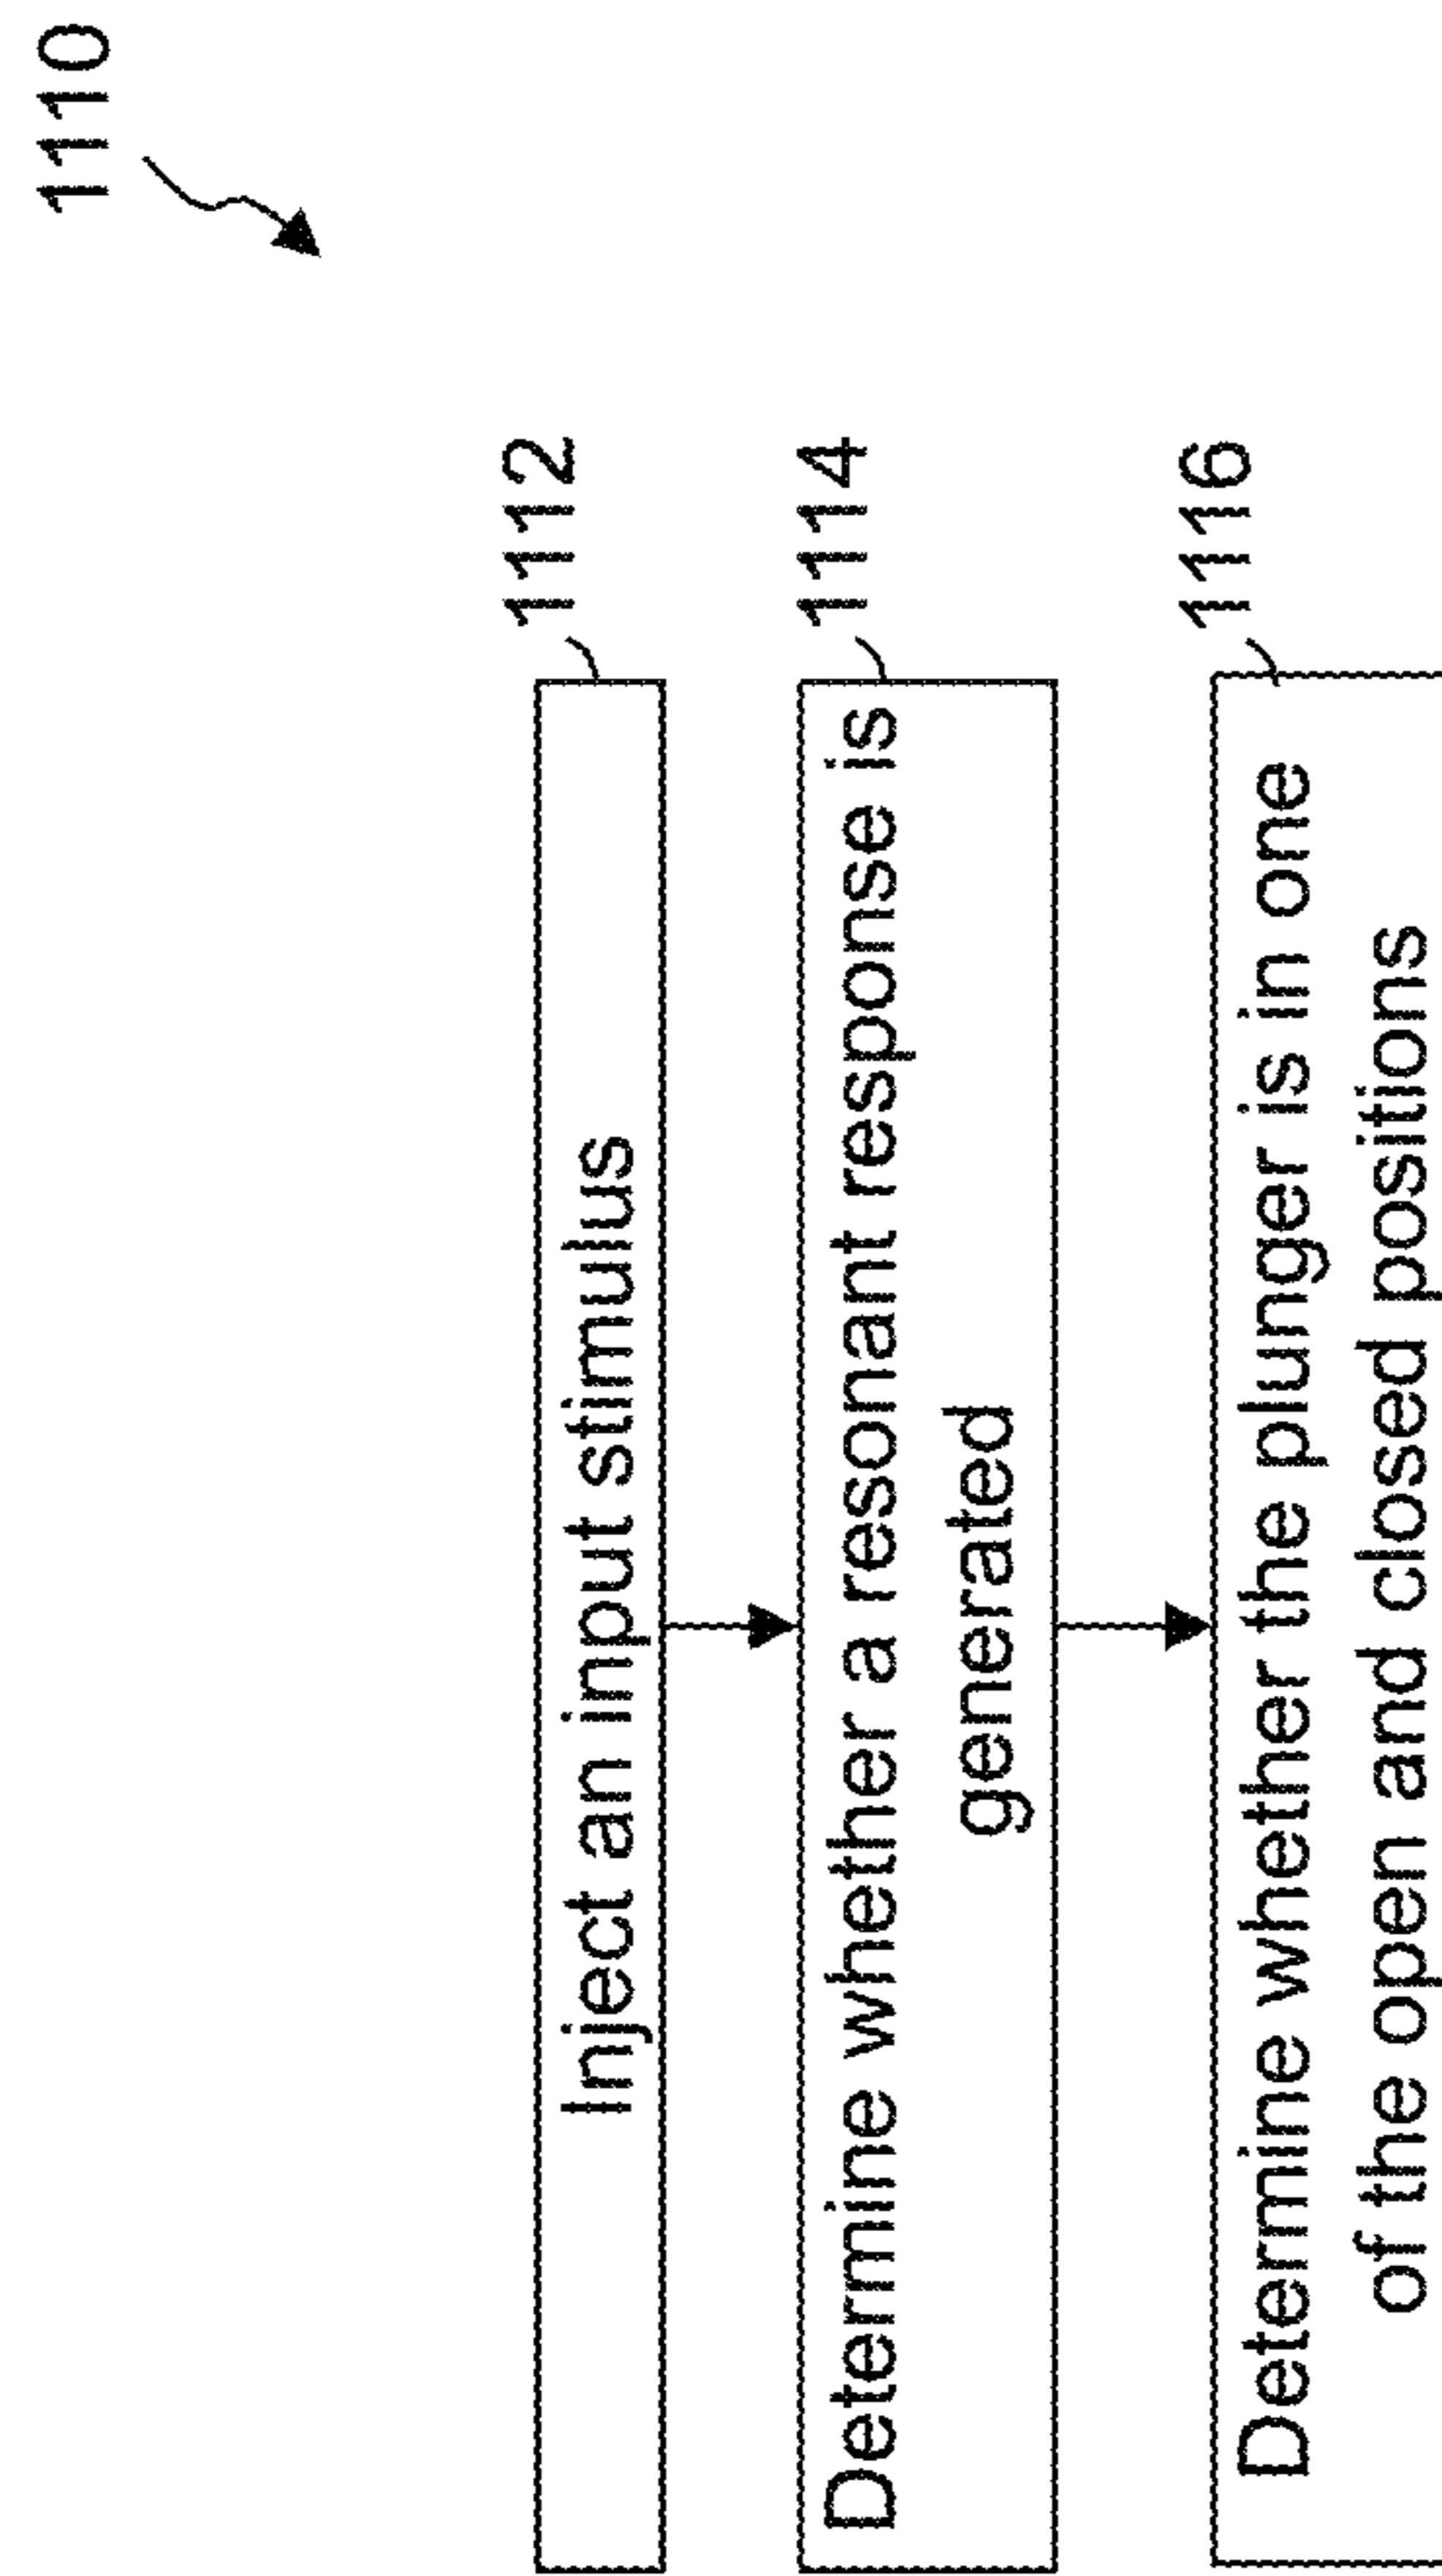 1110
1112
Inject an input stimulus
1114
Determine whether a resonant response is
generated
1116
Determine whether the plunger is in one
of the open and closed positions